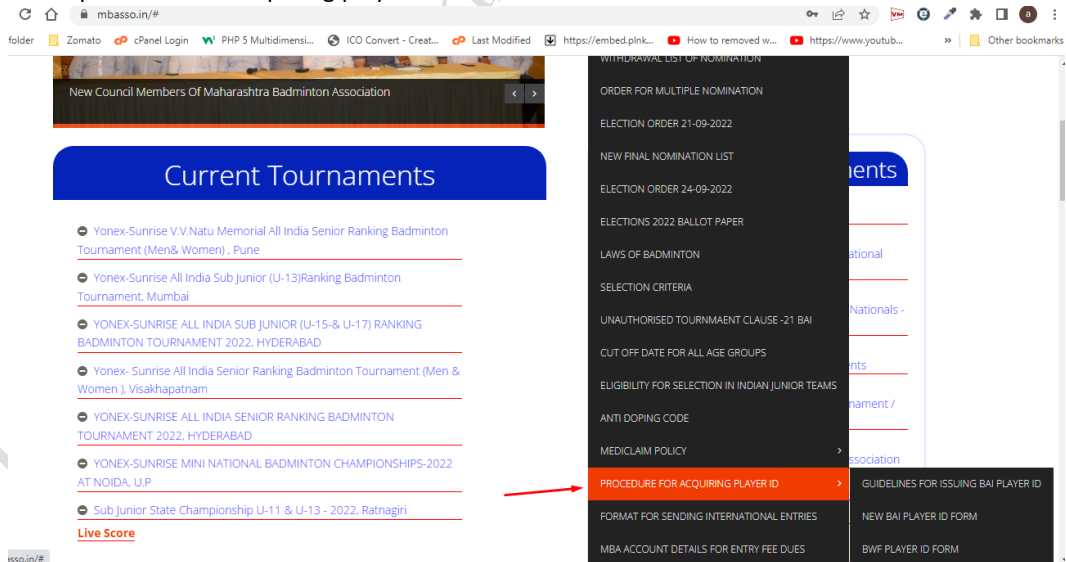 mbasso.in/#
folder
Zomato
cPanel Login
PHP 5 Multidimensi...
ICO Convert - Creat...
Last Modified
https://embed.plnk...
How to removed w...
https://www.youtub...
»
Other bookmarks
New Council Members Of Maharashtra Badminton Association
Current Tournaments
Yonex-Sunrise V.V.Natu Memorial All India Senior Ranking Badminton
Tournament (Men& Women) , Pune
Yonex-Sunrise All India Sub Junior (U-13)Ranking Badminton
Tournament, Mumbai
YONEX-SUNRISE ALL INDIA SUB JUNIOR (U-15-& U-17) RANKING
BADMINTON TOURNAMENT 2022, HYDERABAD
Yonex- Sunrise All India Senior Ranking Badminton Tournament (Men &
Women ), Visakhapatnam
YONEX-SUNRISE ALL INDIA SENIOR RANKING BADMINTON
TOURNAMENT 2022, HYDERABAD
YONEX-SUNRISE MINI NATIONAL BADMINTON CHAMPIONSHIPS-2022
AT NOIDA, U.P
Sub Junior State Championship U-11 & U-13 - 2022, Ratnagiri
Live Score
WITHDRAWAL LIST OF NOMINATION
ORDER FOR MULTIPLE NOMINATION
ELECTION ORDER 21-09-2022
NEW FINAL NOMINATION LIST
ELECTION ORDER 24-09-2022
ELECTIONS 2022 BALLOT PAPER
LAWS OF BADMINTON
SELECTION CRITERIA
UNAUTHORISED TOURNMAENT CLAUSE -21 BAI
CUT OFF DATE FOR ALL AGE GROUPS
ELIGIBILITY FOR SELECTION IN INDIAN JUNIOR TEAMS
ANTI DOPING CODE
MEDICLAIM POLICY
PROCEDURE FOR ACQUIRING PLAYER ID
FORMAT FOR SENDING INTERNATIONAL ENTRIES
MBA ACCOUNT DETAILS FOR ENTRY FEE DUES
GUIDELINES FOR ISSUING BAI PLAYER ID
NEW BAI PLAYER ID FORM
BWF PLAYER ID FORM
ents
ational
Nationals -
ents
nament /
ssociation
asso.in/#